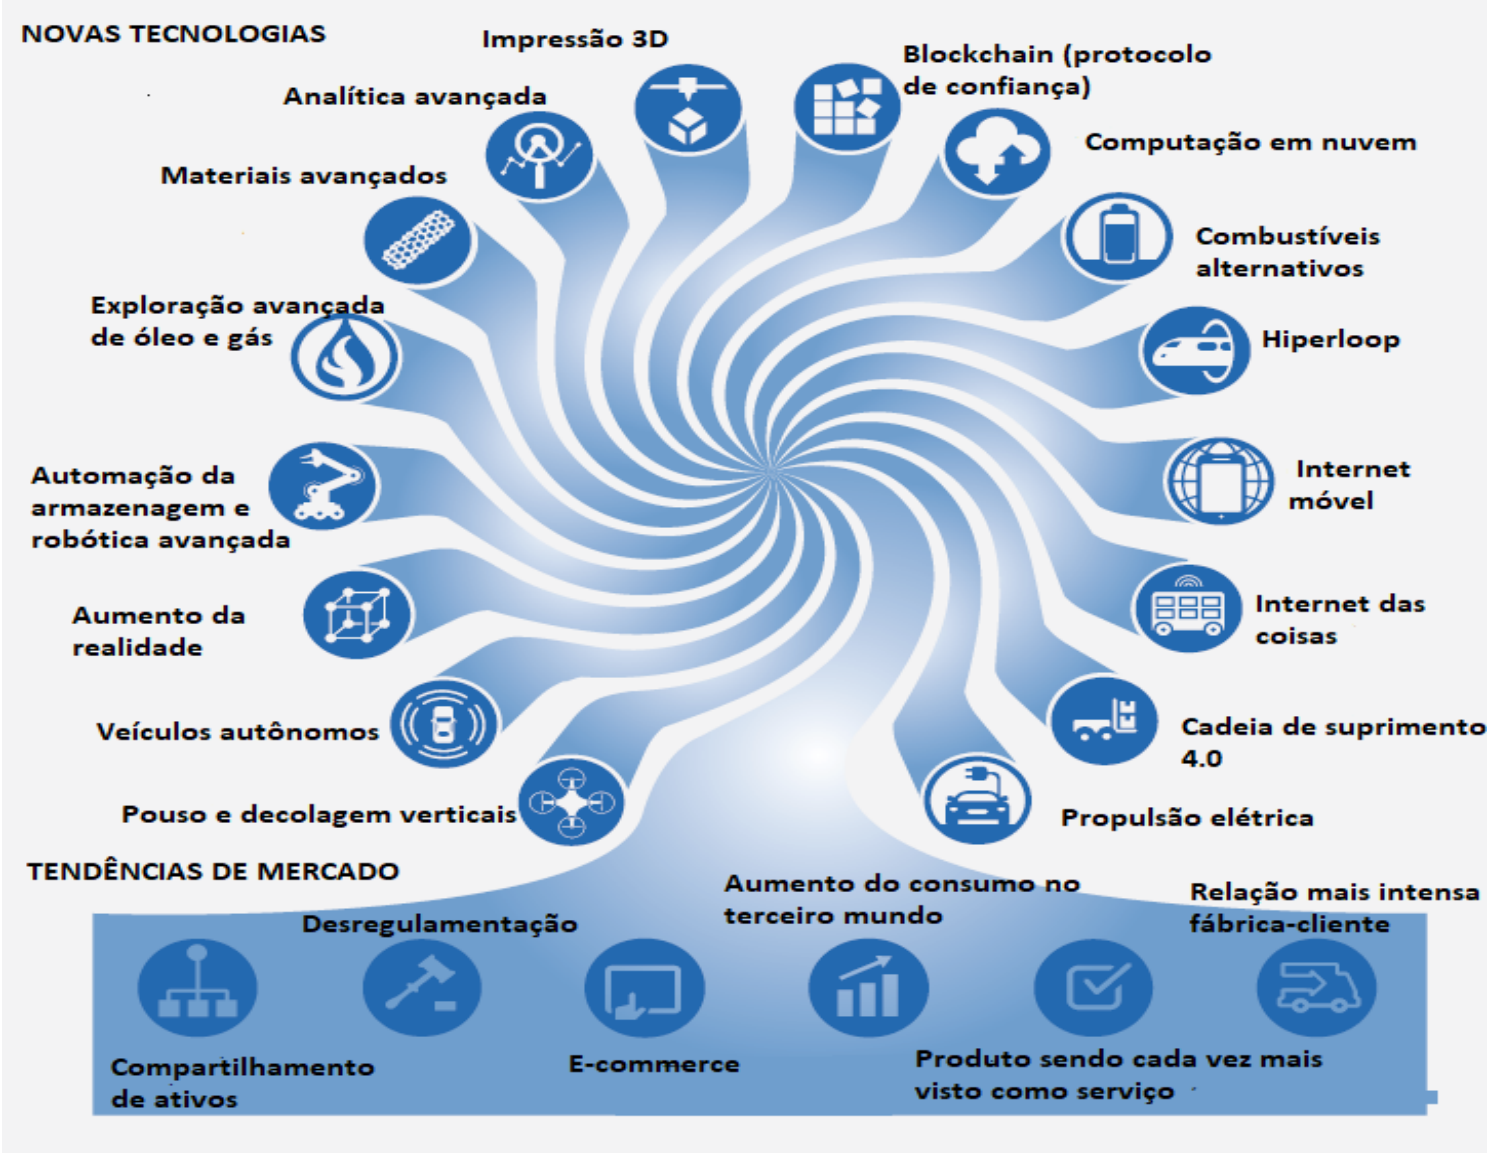 NOVAS TECNOLOGIAS
Impressão 3D
Blockchain (protocolo
de confiança)
Analítica avançada
Computação em nuvem
Materiais avançados
Combustíveis
alternativos
Exploração avançada
de óleo e gás
Hiperloop
Automação da
armazenagem e
robótica avançada
Internet
móvel
Aumento da
realidade
Internet das
coisas
Veículos autônomos
Cadeia de suprimento
4.0
Pouso e decolagem verticais
Propulsão elétrica
TENDÊNCIAS DE MERCADO
Desregulamentação
Aumento do consumo no
terceiro mundo
Relação mais intensa
fábrica-cliente
Compartilhamento
de ativos
E-commerce
Produto sendo cada vez mais
visto como serviço